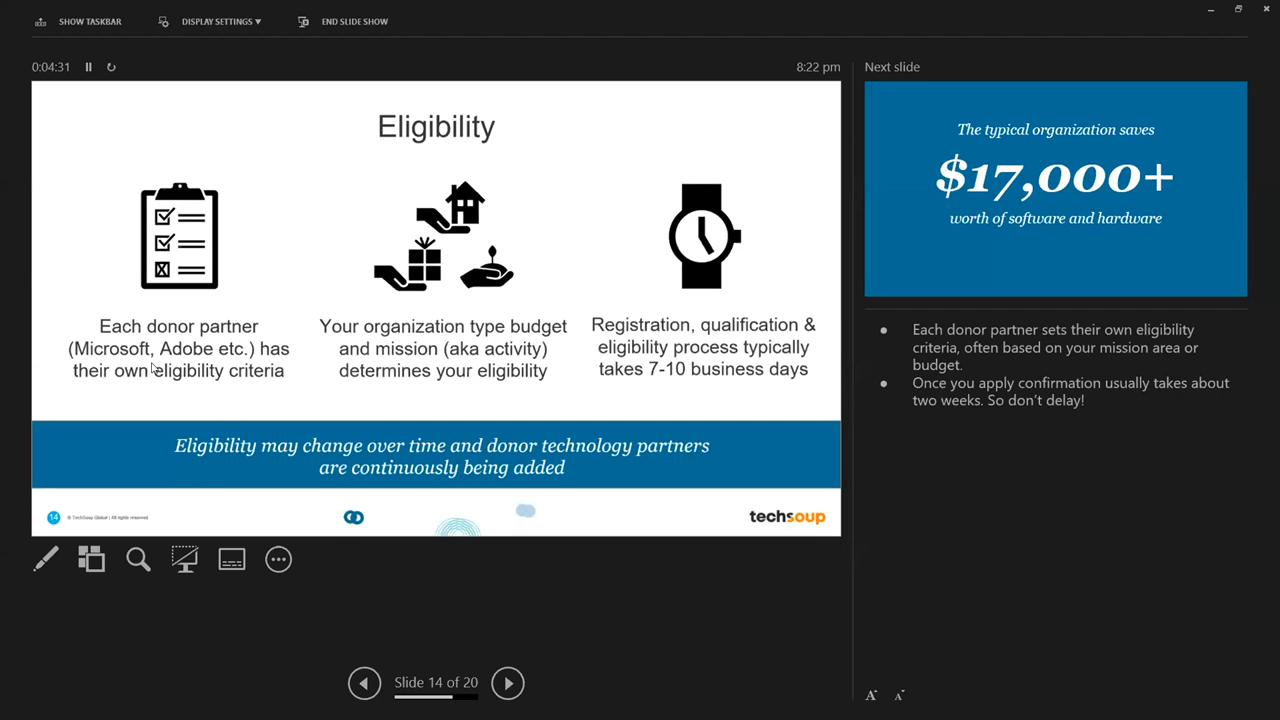 SHOW TASKBAR
DISPLAY SETTINGS ▼
END SLIDE SHOW
0:04:31
8:22 pm
Eligibility
Each donor partner
(Microsoft, Adobe etc.) has
their own eligibility criteria
Your organization type budget
and mission (aka activity)
determines your eligibility
Registration, qualification &
eligibility process typically
takes 7-10 business days
Eligibility may change over time and donor technology partners
are continuously being added
14
© TechSoup Global | All rights reserved
techsoup
Next slide
The typical organization saves
$17,000+
worth of software and hardware
● Each donor partner sets their own eligibility
criteria, often based on your mission area or
budget.
● Once you apply confirmation usually takes about
two weeks. So don't delay!
Slide 14 of 20
A A